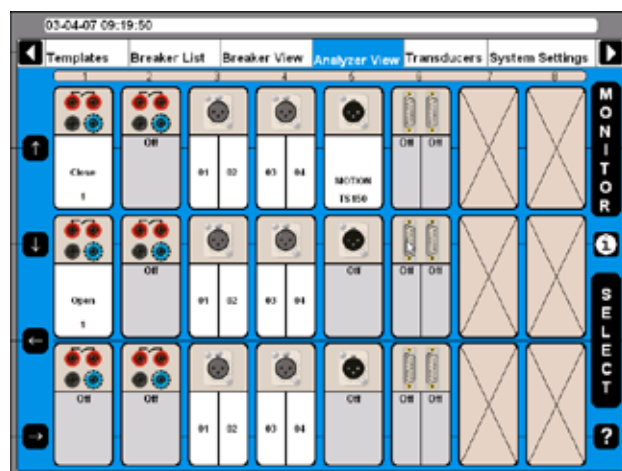 03-04-07 09:19:50
Templates Breaker List Breaker View Analyzer View Transducers System Settings
1 2 3 4 5 6 7 8
Off Off Off
Close 01 02 03 04 MOTION
1 TS150
Off Off Off Off
Open 01 02 03 04
1
Off Off Off Off Off
01 02 03 04
MONITOR
i
SELECT
?